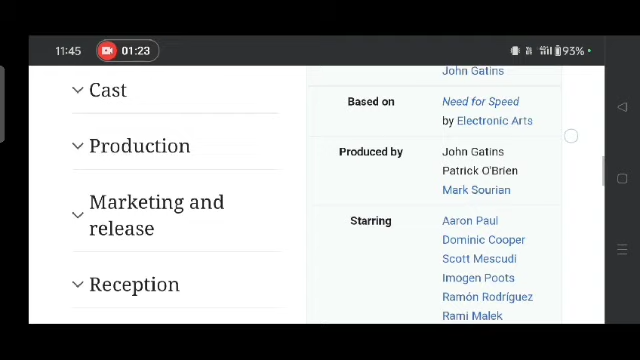 11:45
01:23
93%
Cast
Production
Marketing and
release
Reception
John Gatins
Based on
Need for Speed
by Electronic Arts
Produced by
John Gatins
Patrick O'Brien
Mark Sourian
Starring
Aaron Paul
Dominic Cooper
Scott Mescudi
Imogen Poots
Ramón Rodríguez
Rami Malek